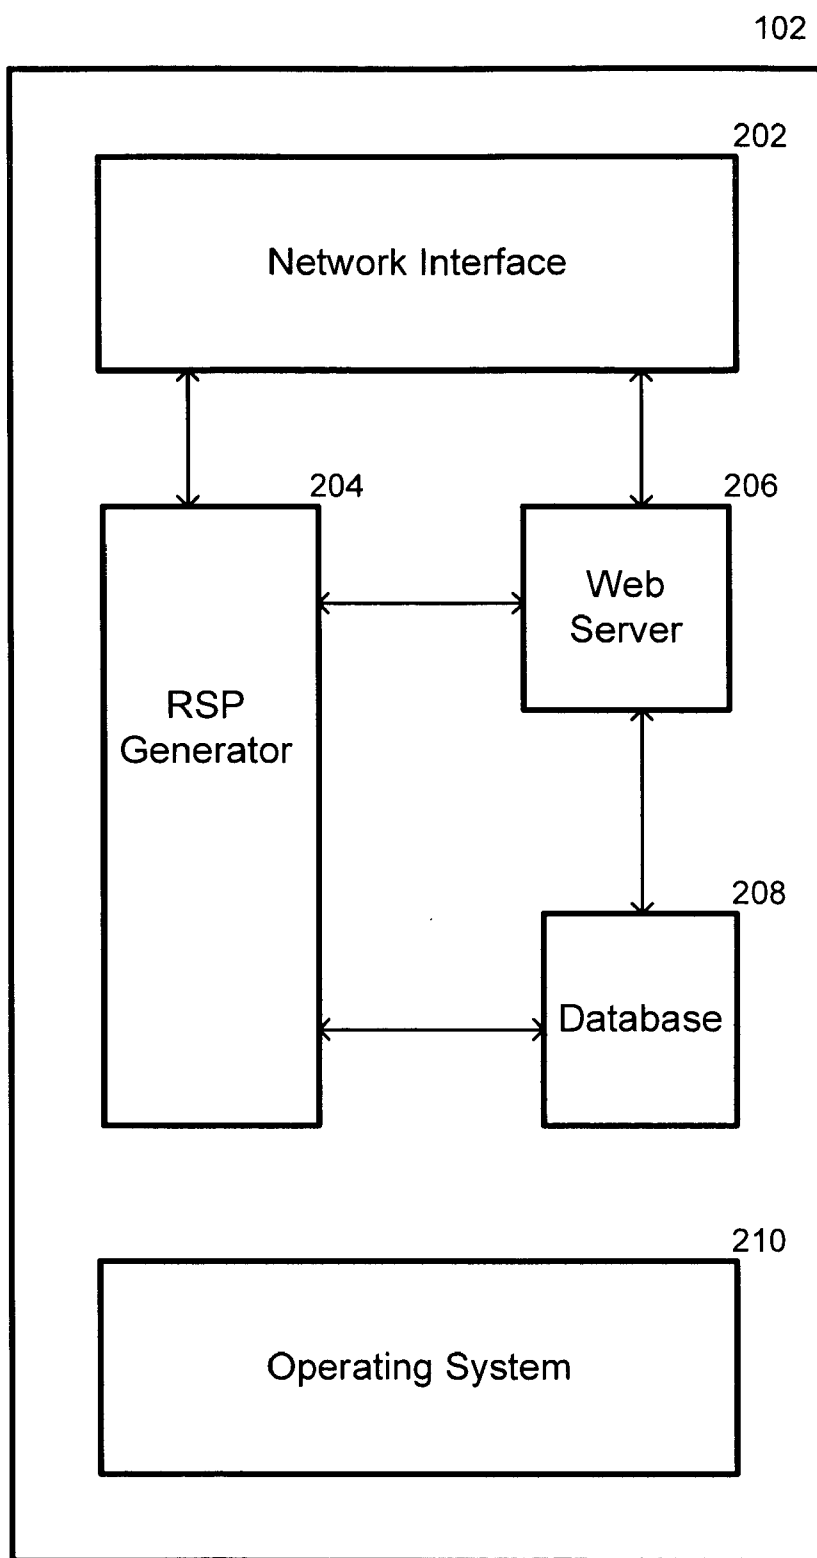 102
202
Network Interface
204
206
Web
Server
RSP
Generator
208
Database
210
Operating System